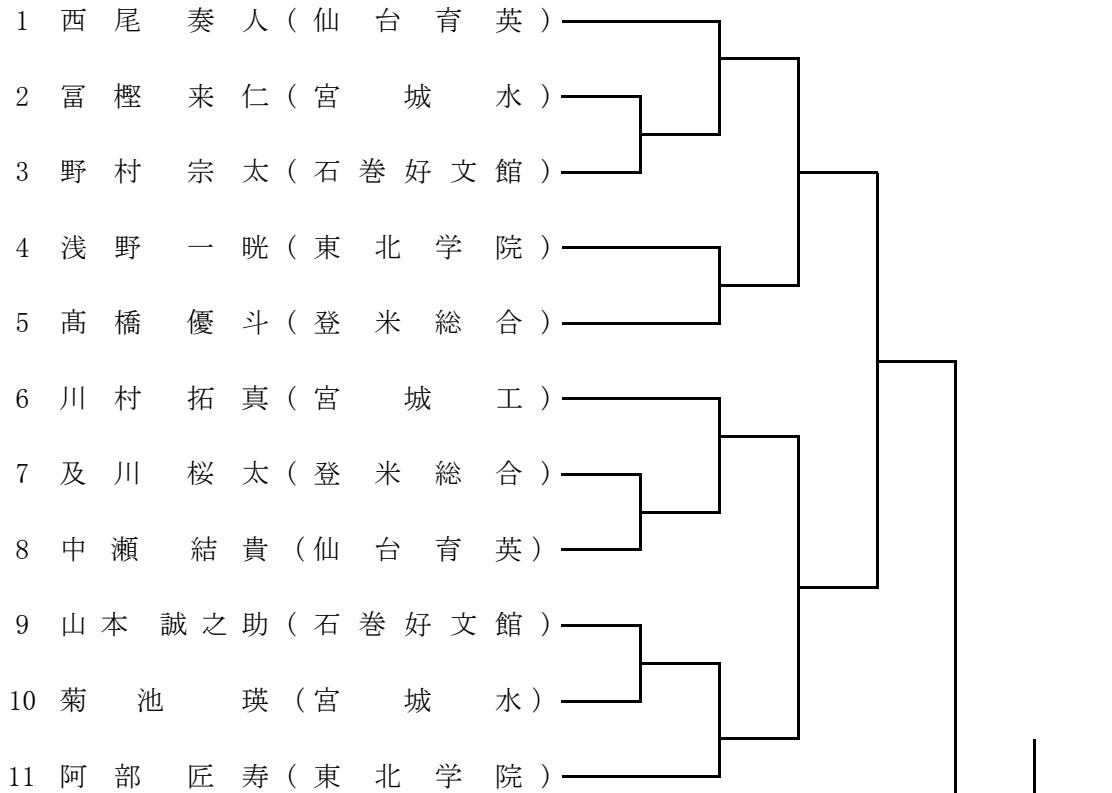 1 西尾 奏人(仙台育英)
2 冨樫 来仁(宮城水)
3 野村 宗太(石巻好文館)
4 浅野 一晄(東北学院)
5 髙橋 優斗(登米総合)
6 川村 拓真(宮城工)
7 及川 桜太(登米総合)
8 中瀬 結貴(仙台育英)
9 山本 誠之助(石巻好文館)
10 菊池 瑛(宮城水)
11 阿部 匠寿(東北学院)